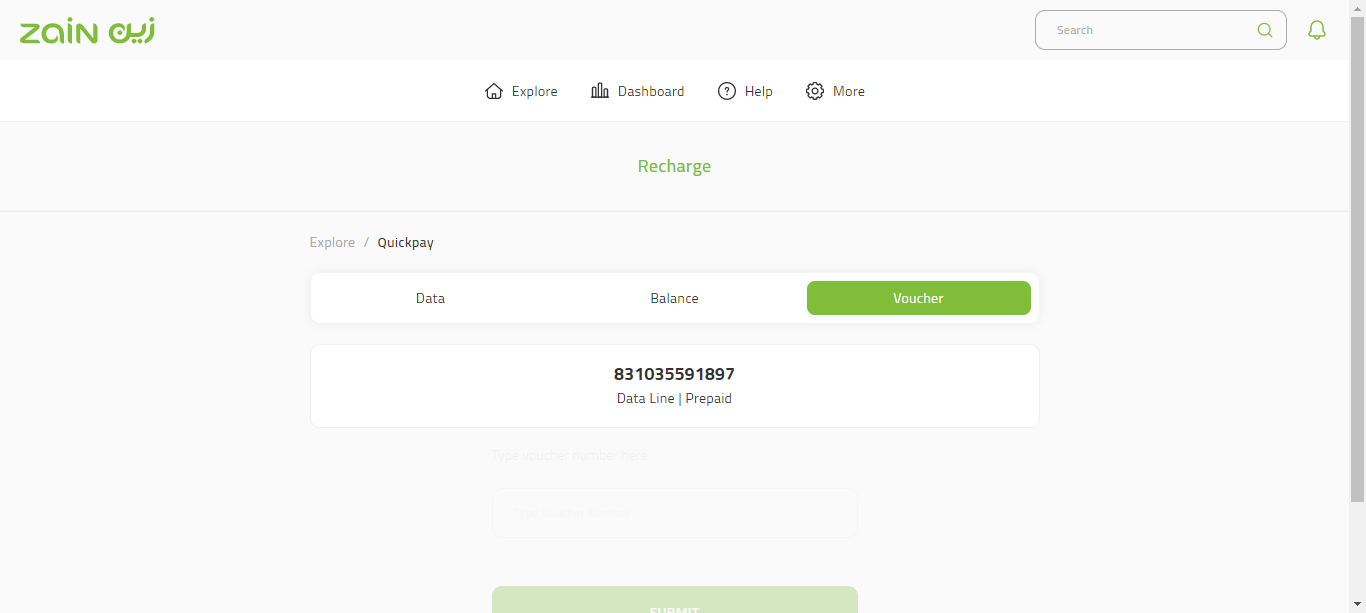 zain زين
Search
Explore
Dashboard
Help
More
Recharge
Explore / Quickpay
Data
Balance
Voucher
831035591897
Data Line | Prepaid
Type voucher number here
Type Voucher Number
SUBMIT